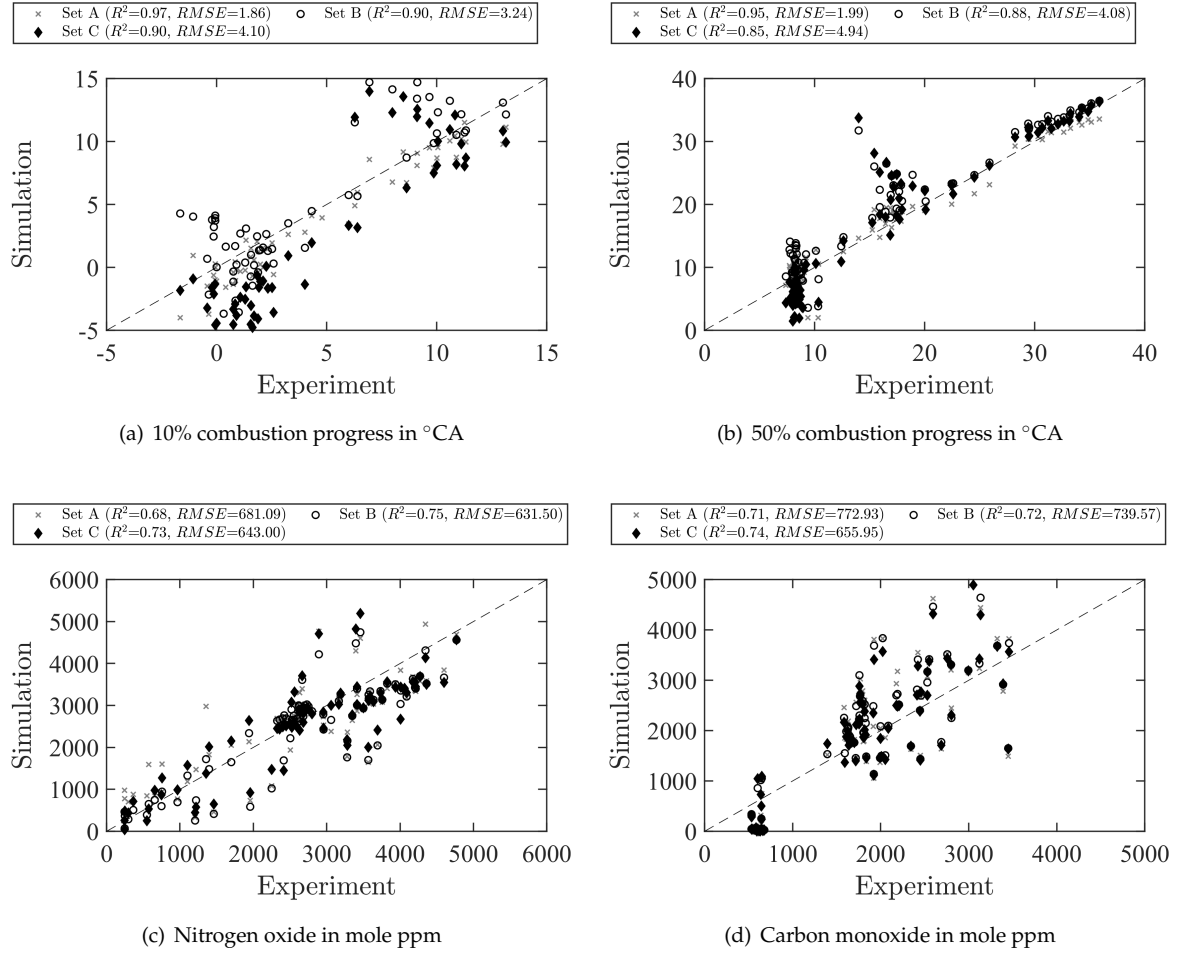 Set A (R²=0.97, RMSE=1.86) Set B (R²=0.90, RMSE=3.24)
Set C (R²=0.90, RMSE=4.10)
15
10
5
0
-5
-5 0 5 10 15
Simulation
Experiment
(a) 10% combustion progress in °CA
Set A (R²=0.95, RMSE=1.99) Set B (R²=0.88, RMSE=4.08)
Set C (R²=0.85, RMSE=4.94)
40
30
20
10
0
0 10 20 30 40
Simulation
Experiment
(b) 50% combustion progress in °CA
Set A (R²=0.68, RMSE=681.09) Set B (R²=0.75, RMSE=631.50)
Set C (R²=0.73, RMSE=643.00)
6000
5000
4000
3000
2000
1000
0
0 1000 2000 3000 4000 5000 6000
Simulation
Experiment
(c) Nitrogen oxide in mole ppm
Set A (R²=0.71, RMSE=772.93) Set B (R²=0.72, RMSE=739.57)
Set C (R²=0.74, RMSE=655.95)
5000
4000
3000
2000
1000
0
0 1000 2000 3000 4000 5000
Simulation
Experiment
(d) Carbon monoxide in mole ppm